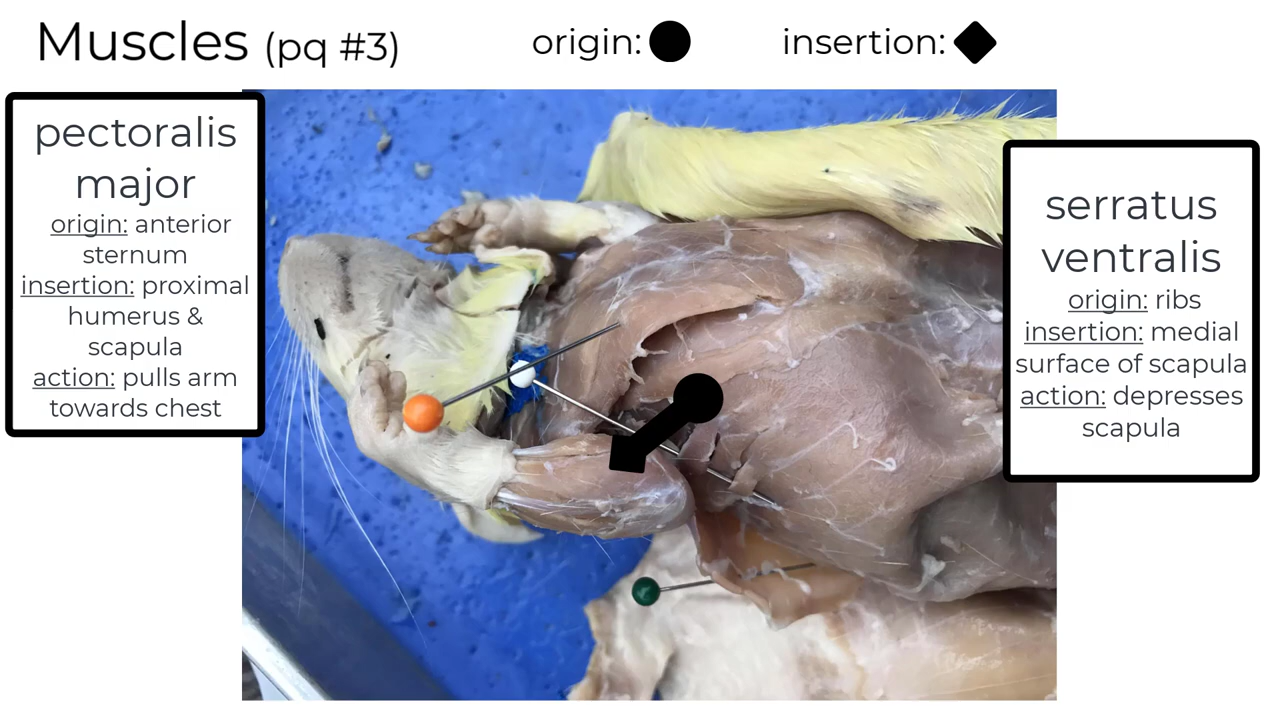 Muscles (pq #3)
origin:
insertion:
pectoralis
major
origin: anterior
sternum
insertion: proximal
humerus &
scapula
action: pulls arm
towards chest
serratus
ventralis
origin: ribs
insertion: medial
surface of scapula
action: depresses
scapula